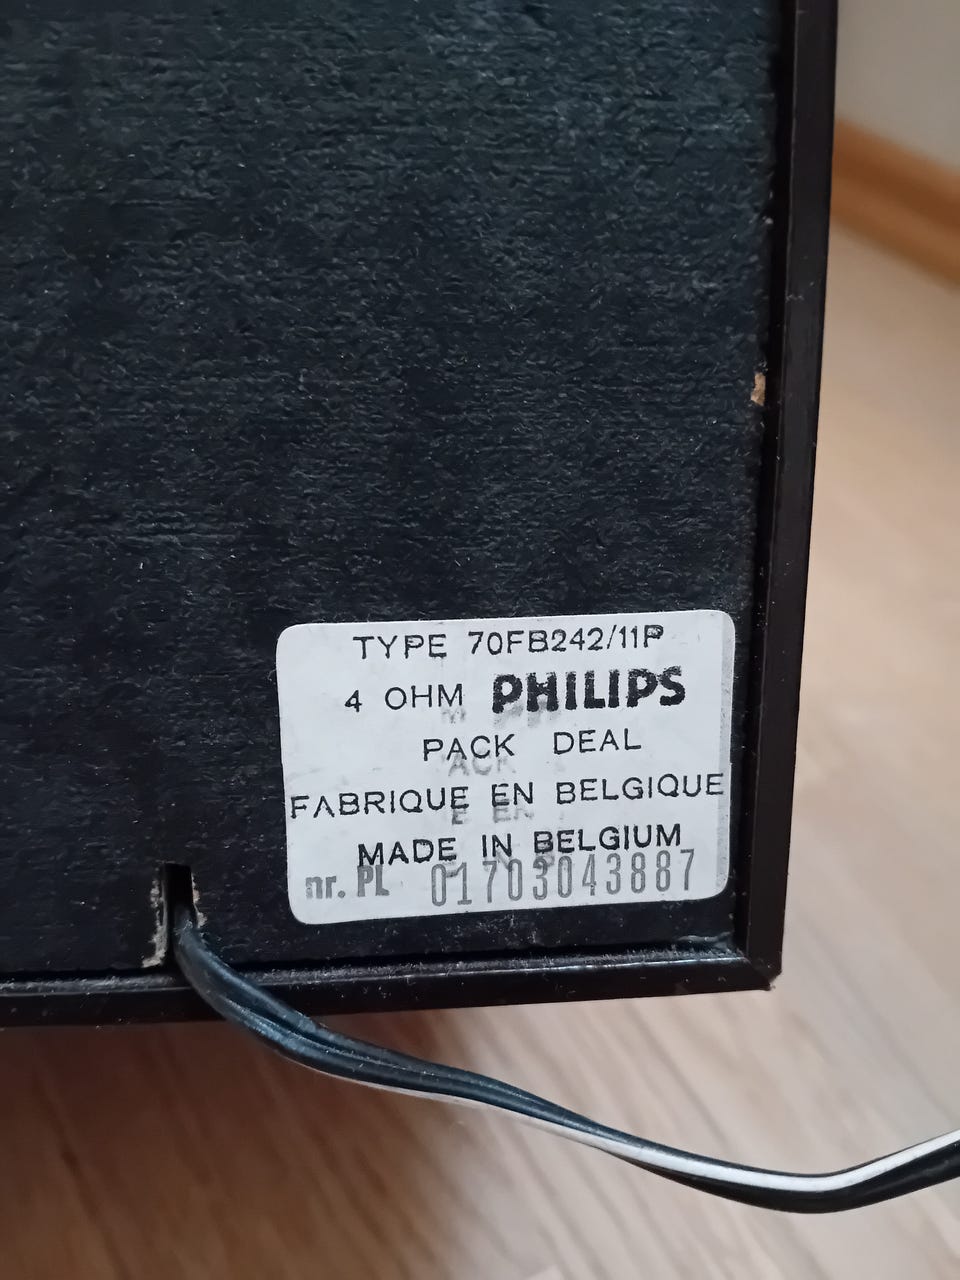 TYPE 70FB242/11P
4 OHM PHILIPS
PACK DEAL
FABRIQUE EN BELGIQUE
MADE IN BELGIUM
nr. PL 01703043887